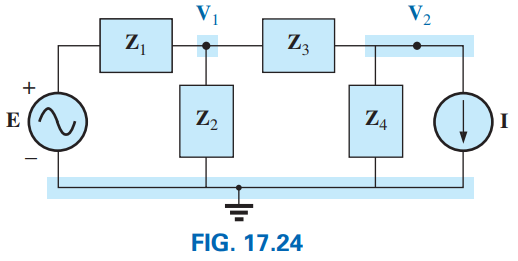 V1 V2
Z1 Z3
+
E Z2 Z4 I
–
FIG. 17.24